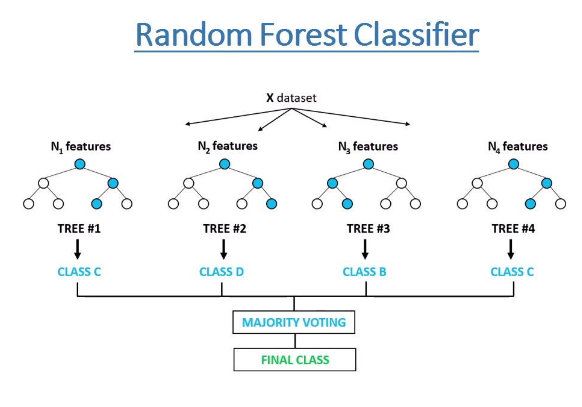 Random Forest Classifier
X dataset
N1 features N2 features N3 features N4 features
TREE #1 TREE #2 TREE #3 TREE #4
CLASS C CLASS D CLASS B CLASS C
MAJORITY VOTING
FINAL CLASS